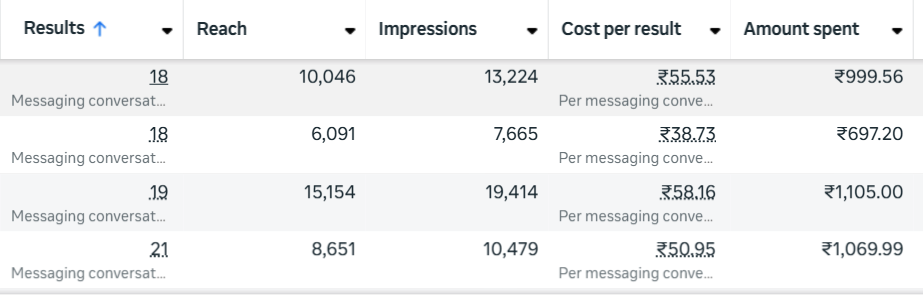 Results ↑ Reach Impressions Cost per result Amount spent
18 10,046 13,224 ₹55.53 ₹999.56
Messaging conversat... Per messaging conve...
18 6,091 7,665 ₹38.73 ₹697.20
Messaging conversat... Per messaging conve...
19 15,154 19,414 ₹58.16 ₹1,105.00
Messaging conversat... Per messaging conve...
21 8,651 10,479 ₹50.95 ₹1,069.99
Messaging conversat... Per messaging conve...